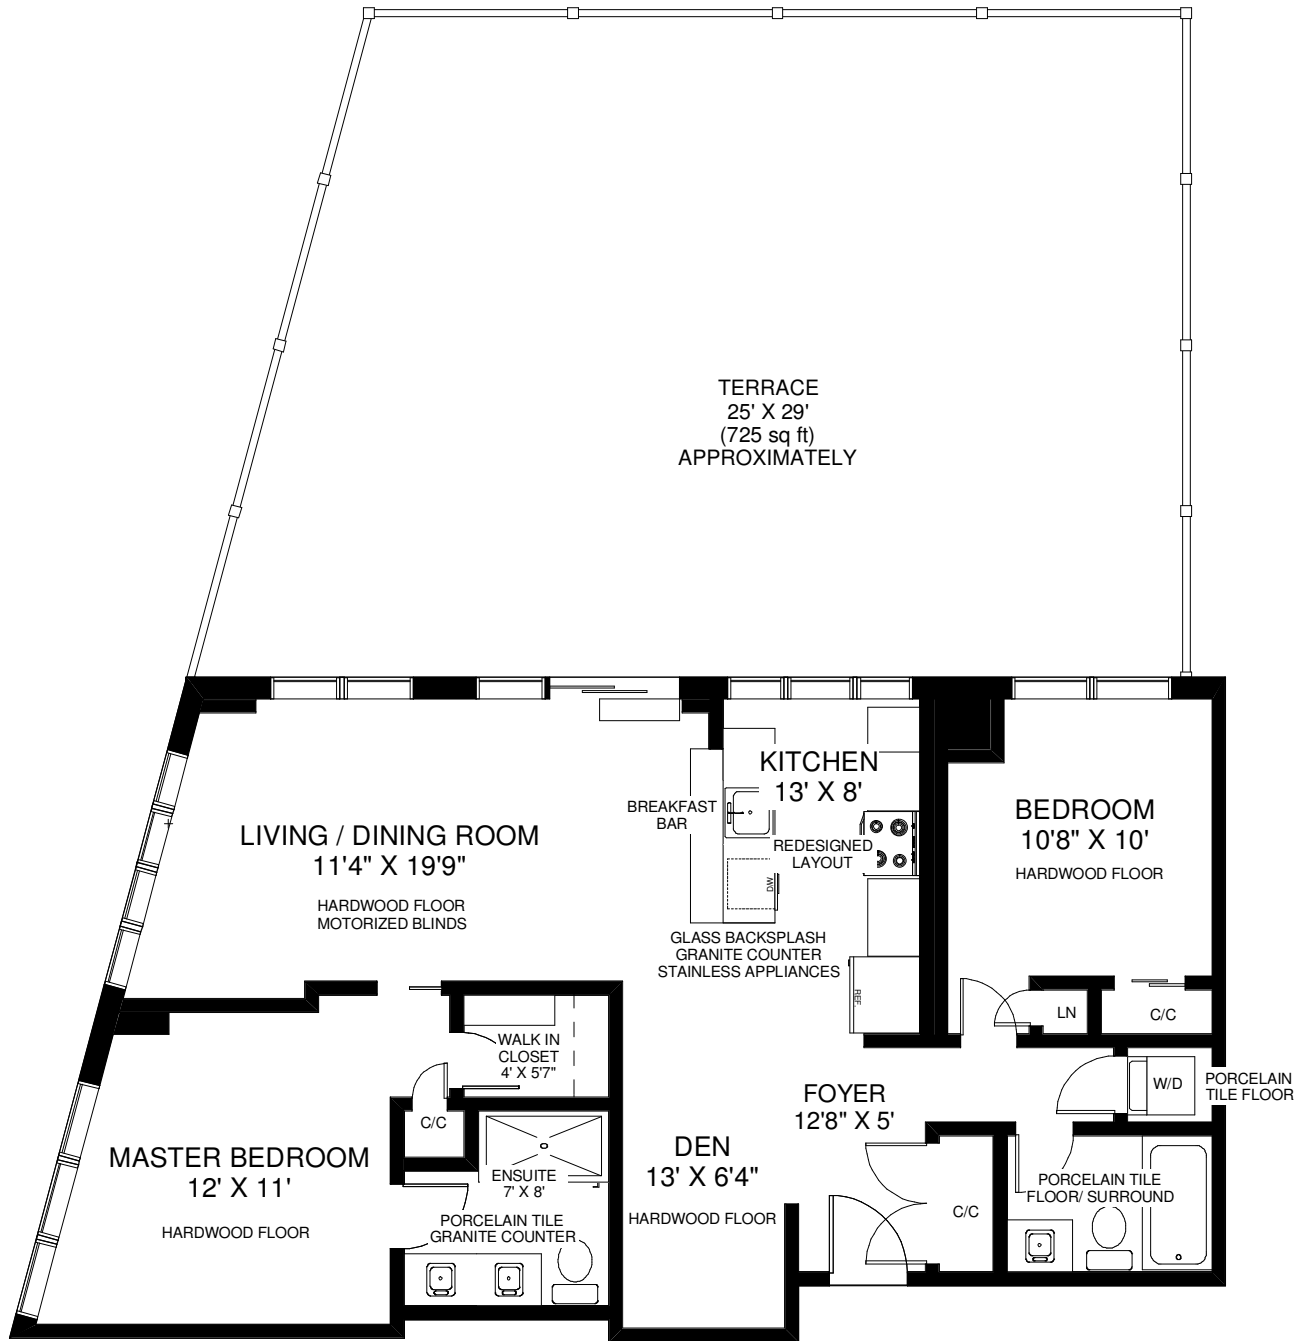 TERRACE
25' X 29'
(725 sq ft)
APPROXIMATELY
KITCHEN
13' X 8'
BREAKFAST
BAR
REDESIGNED
LAYOUT
D/W
GLASS BACKSPLASH
GRANITE COUNTER
STAINLESS APPLIANCES
REF.
LIVING / DINING ROOM
11'4" X 19'9"
HARDWOOD FLOOR
MOTORIZED BLINDS
BEDROOM
10'8" X 10'
HARDWOOD FLOOR
LN
C/C
WALK IN
CLOSET
4' X 5'7"
C/C
W/D
PORCELAIN
TILE FLOOR
FOYER
12'8" X 5'
MASTER BEDROOM
12' X 11'
HARDWOOD FLOOR
ENSUITE
7' X 8'
PORCELAIN TILE
GRANITE COUNTER
DEN
13' X 6'4"
HARDWOOD FLOOR
C/C
PORCELAIN TILE
FLOOR/ SURROUND